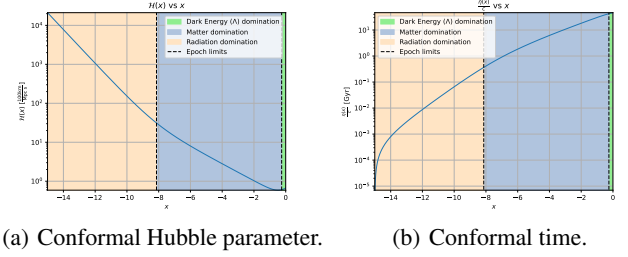 ℋ(x) vs x
Dark Energy (Λ) domination
Matter domination
Radiation domination
Epoch limits
10⁴
10³
10²
10¹
10⁰
−14 −12 −10 −8 −6 −4 −2 0
x
η(x)/c vs x
Dark Energy (Λ) domination
Matter domination
Radiation domination
Epoch limits
η(x)/c [Gyr]
10¹
10⁰
10⁻¹
10⁻²
10⁻³
10⁻⁴
10⁻⁵
−14 −12 −10 −8 −6 −4 −2 0
x
(a) Conformal Hubble parameter.
(b) Conformal time.